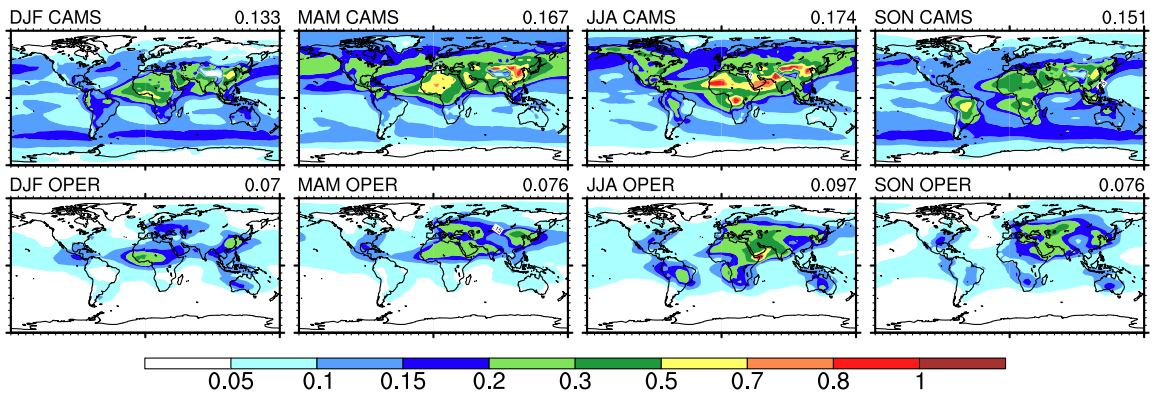 DJF CAMS 0.133 MAM CAMS 0.167 JJA CAMS 0.174 SON CAMS 0.151
DJF OPER 0.07 MAM OPER 0.076 JJA OPER 0.097 SON OPER 0.076
0.05 0.1 0.15 0.2 0.3 0.5 0.7 0.8 1